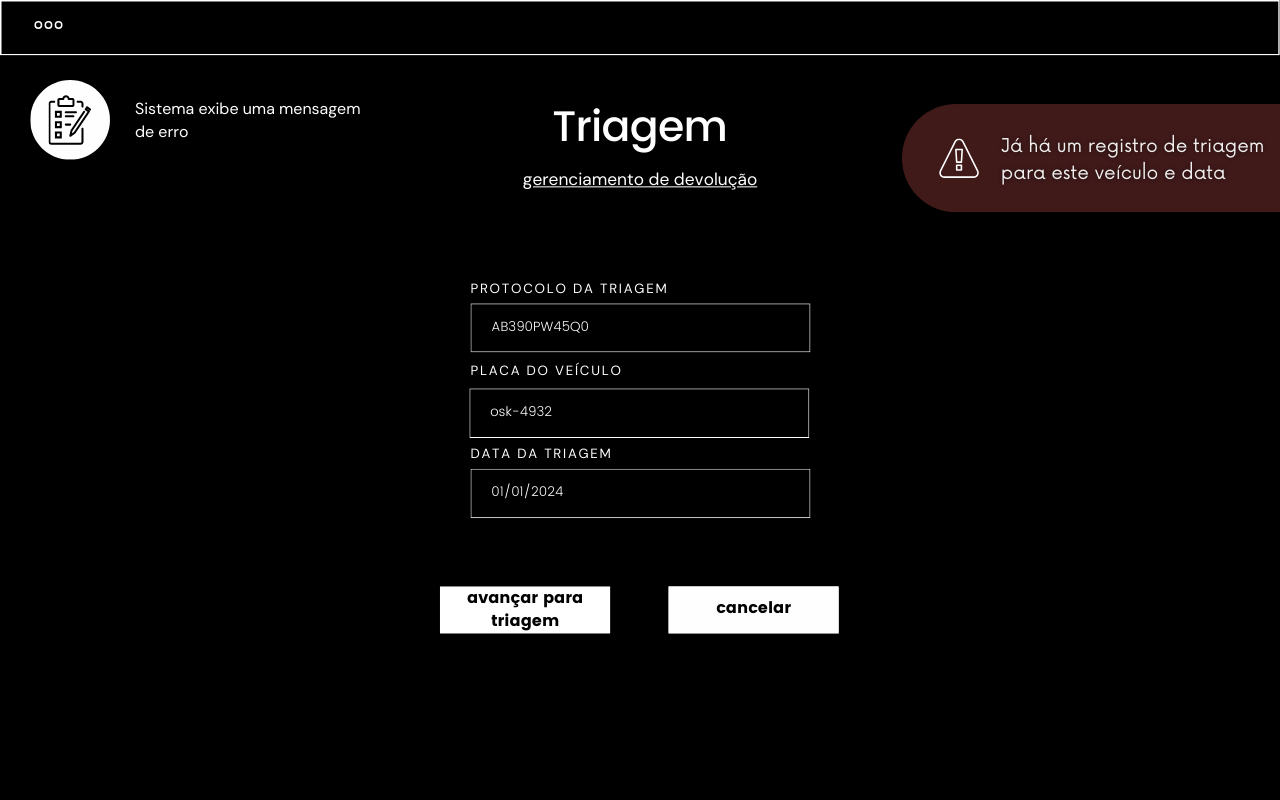 Sistema exibe uma mensagem
de erro
Triagem
gerenciamento de devolução
Já há um registro de triagem
para este veículo e data
PROTOCOLO DA TRIAGEM
AB390PW45Q0
PLACA DO VEÍCULO
osk-4932
DATA DA TRIAGEM
01/01/2024
avançar para
triagem
cancelar